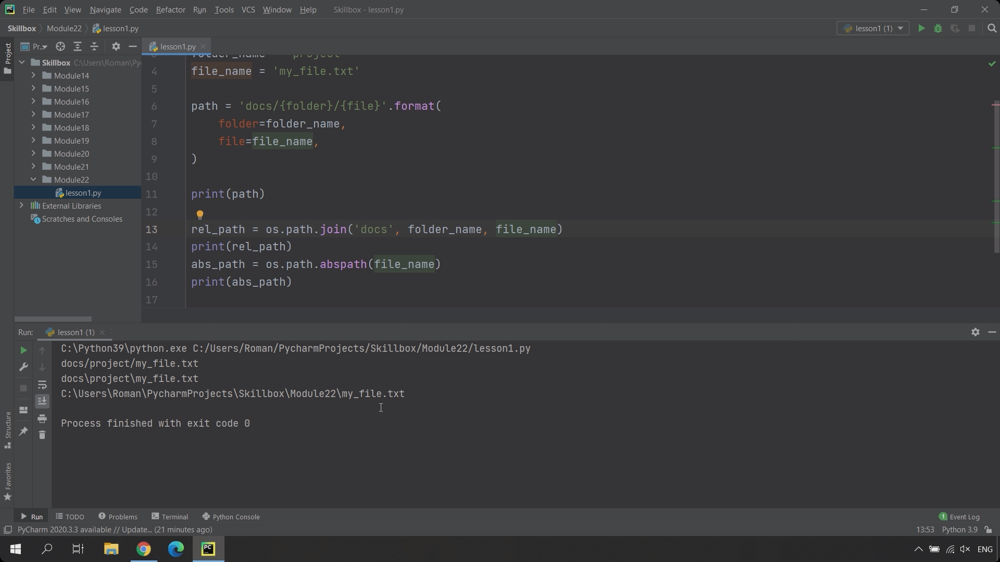 File Edit View Navigate Code Refactor Run Tools VCS Window Help Skillbox - lesson1.py
Skillbox Module22 lesson1.py lesson1 (1)
Project
Pr...
lesson1.py
Skillbox C:\Users\Roman\Py
Module14
Module15
Module16
Module17
Module18
Module19
Module20
Module21
Module22
lesson1.py
External Libraries
Scratches and Consoles
4 file_name = 'my_file.txt'
5
6 path = 'docs/{folder}/{file}'.format(
7 folder=folder_name,
8 file=file_name,
9 )
10
11 print(path)
12
13 rel_path = os.path.join('docs', folder_name, file_name)
14 print(rel_path)
15 abs_path = os.path.abspath(file_name)
16 print(abs_path)
17
Run: lesson1 (1)
C:\Python39\python.exe C:/Users/Roman/PycharmProjects/Skillbox/Module22/lesson1.py
docs/project/my_file.txt
docs\project\my_file.txt
C:\Users\Roman\PycharmProjects\Skillbox\Module22\my_file.txt
Process finished with exit code 0
Structure
Favorites
Run TODO Problems Terminal Python Console 1 Event Log
PyCharm 2020.3.3 available // Update... (21 minutes ago) 13:53 Python 3.9
PC ENG